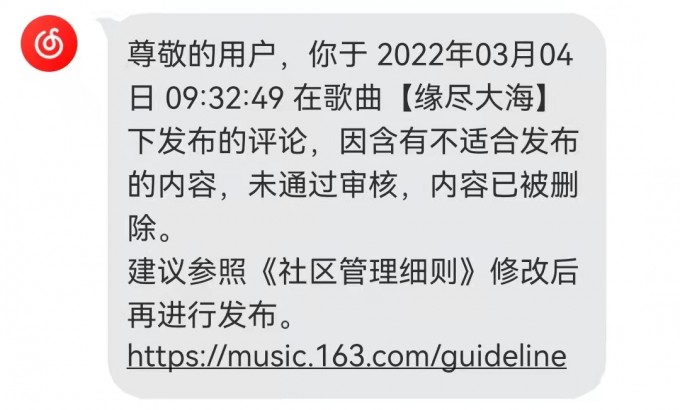 尊敬的用户，你于 2022年03月04
日 09:32:49 在歌曲【缘尽大海】
下发布的评论，因含有不适合发布
的内容，未通过审核，内容已被删
除。
建议参照《社区管理细则》修改后
再进行发布。
https://music.163.com/guideline